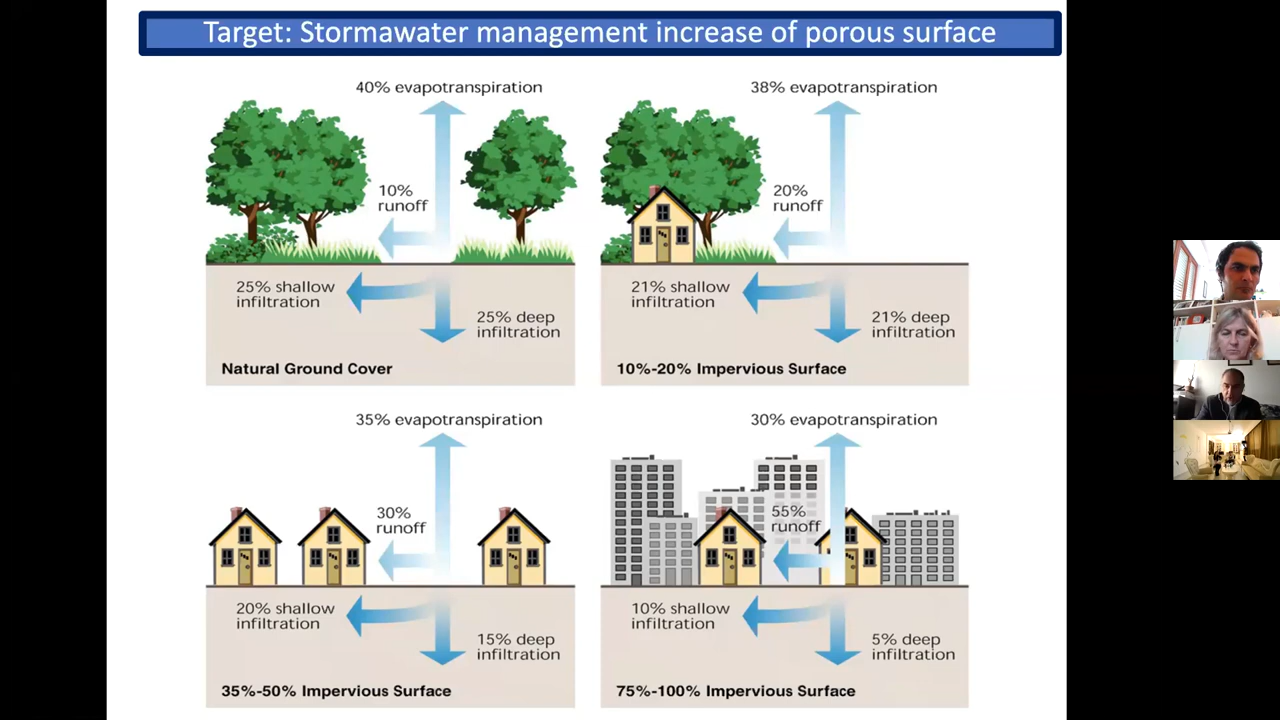 Target: Stormawater management increase of porous surface
40% evapotranspiration
10%
runoff
25% shallow
infiltration
25% deep
infiltration
Natural Ground Cover
38% evapotranspiration
20%
runoff
21% shallow
infiltration
21% deep
infiltration
10%-20% Impervious Surface
35% evapotranspiration
30%
runoff
20% shallow
infiltration
15% deep
infiltration
35%-50% Impervious Surface
30% evapotranspiration
55%
runoff
10% shallow
infiltration
5% deep
infiltration
75%-100% Impervious Surface